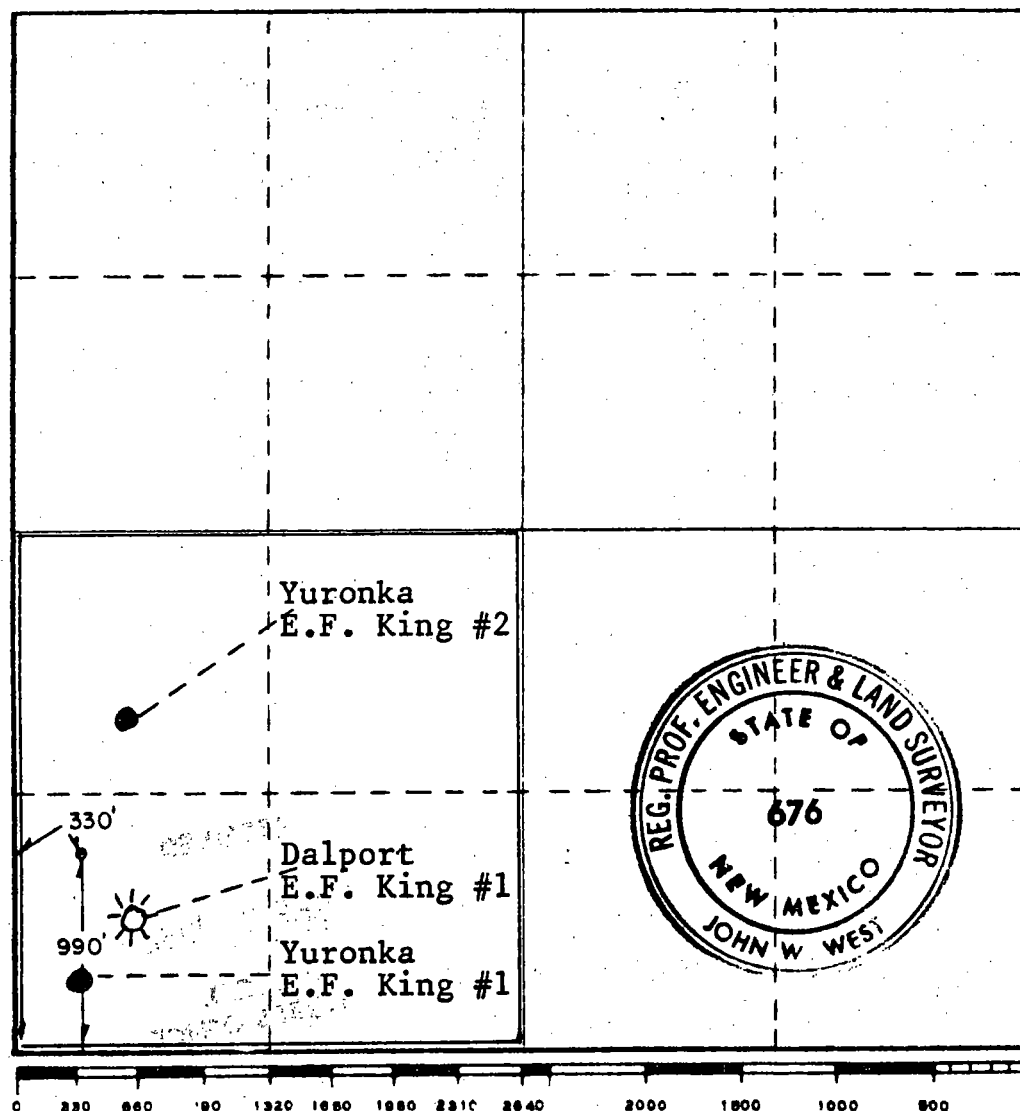 Yuronka
E.F. King #2
330'
Dalport
E.F. King #1
990'
Yuronka
E.F. King #1
REG. PROF. ENGINEER & LAND SURVEYOR
STATE OF
676
NEW MEXICO
JOHN W. WEST
0 330 660 '90 1320 1650 1980 2310 2640 2000 1500 1000 500